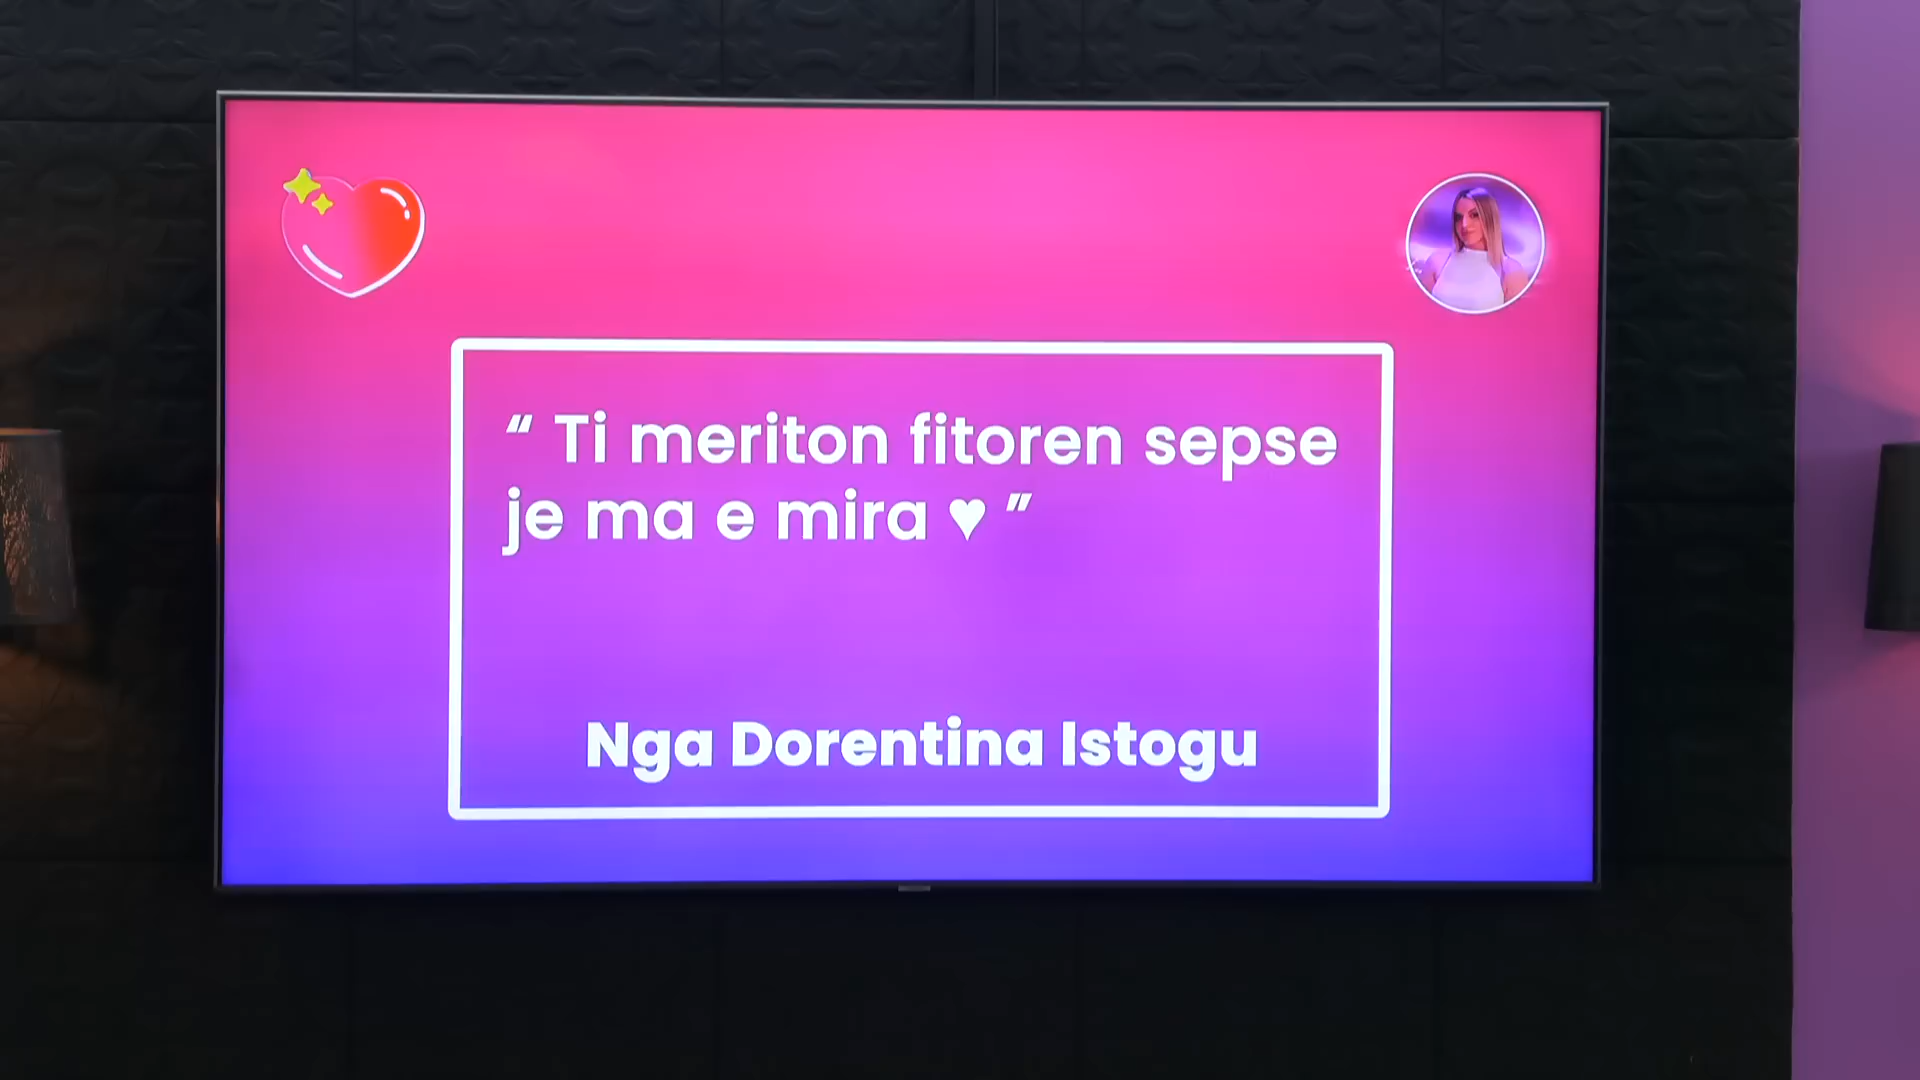 “ Ti meriton fitoren sepse
je ma e mira ♥ ”
Nga Dorentina Istogu